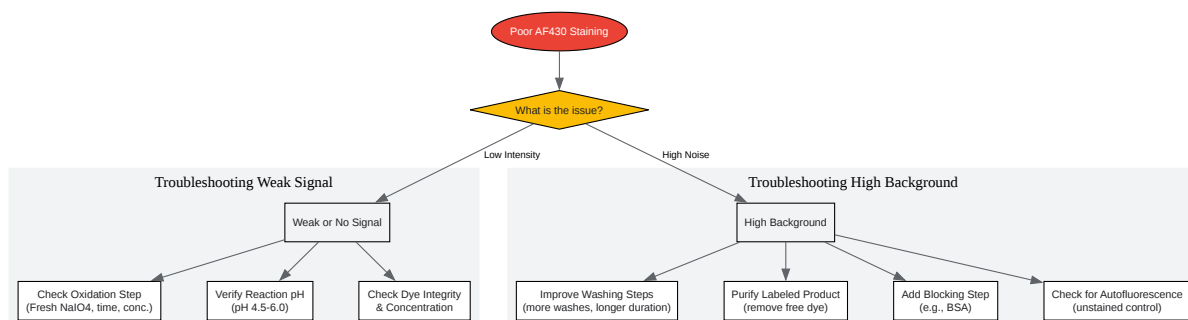 Poor AF430 Staining
What is the issue?
Low Intensity
High Noise
Troubleshooting Weak Signal
Troubleshooting High Background
Weak or No Signal
High Background
Check Oxidation Step
(Fresh NaIO4, time, conc.)
Verify Reaction pH
(pH 4.5-6.0)
Check Dye Integrity
& Concentration
Improve Washing Steps
(more washes, longer duration)
Purify Labeled Product
(remove free dye)
Add Blocking Step
(e.g., BSA)
Check for Autofluorescence
(unstained control)